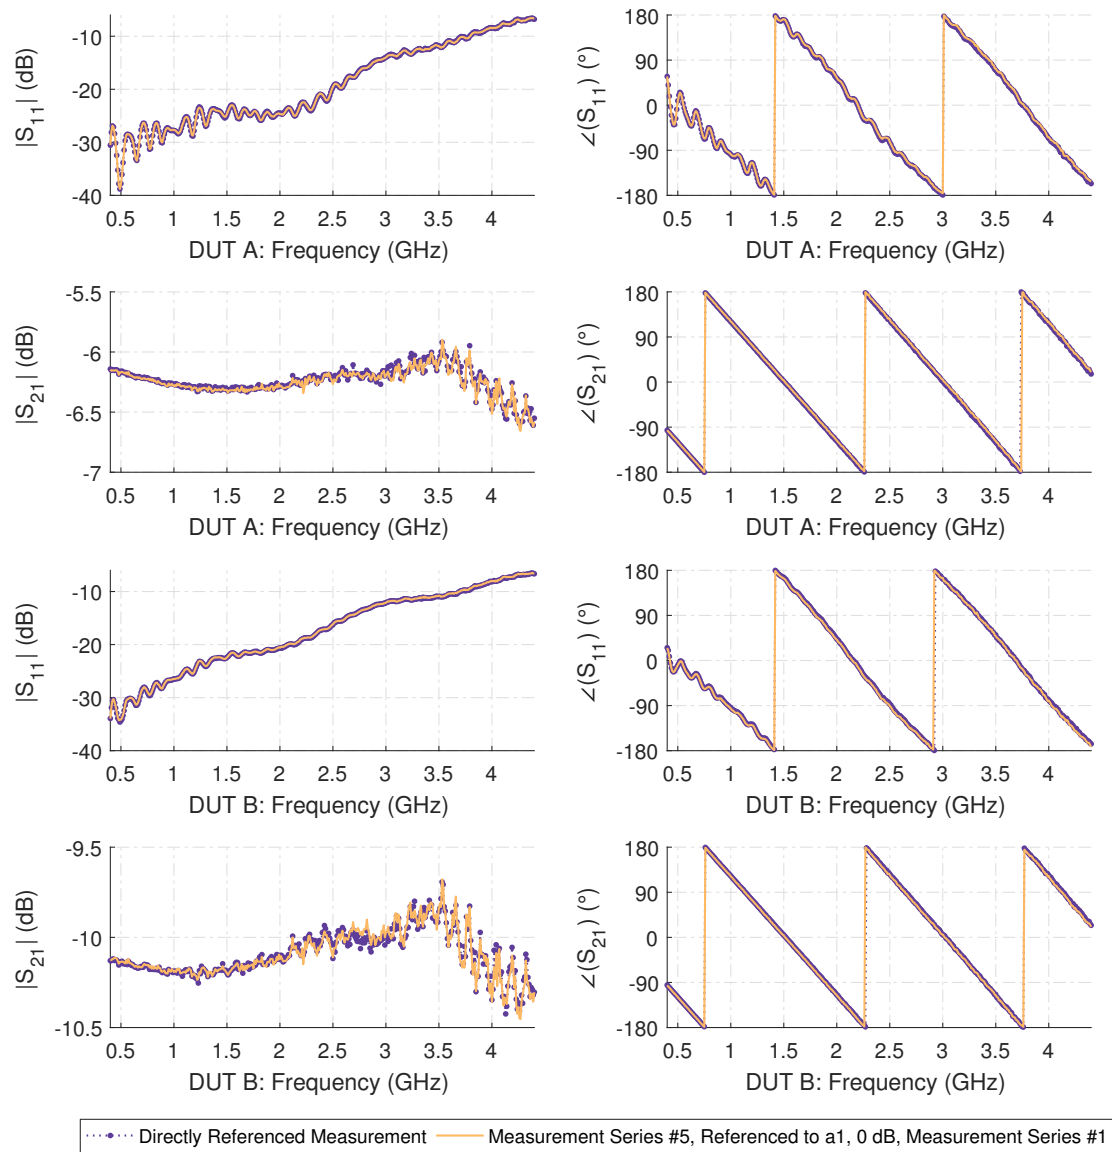 |S11| (dB)
-10
-20
-30
-40
0.5 1 1.5 2 2.5 3 3.5 4
DUT A: Frequency (GHz)
∠(S11) (°)
180
90
0
-90
-180
0.5 1 1.5 2 2.5 3 3.5 4
DUT A: Frequency (GHz)
|S21| (dB)
-5.5
-6
-6.5
-7
0.5 1 1.5 2 2.5 3 3.5 4
DUT A: Frequency (GHz)
∠(S21) (°)
180
90
0
-90
-180
0.5 1 1.5 2 2.5 3 3.5 4
DUT A: Frequency (GHz)
|S11| (dB)
-10
-20
-30
-40
0.5 1 1.5 2 2.5 3 3.5 4
DUT B: Frequency (GHz)
∠(S11) (°)
180
90
0
-90
-180
0.5 1 1.5 2 2.5 3 3.5 4
DUT B: Frequency (GHz)
|S21| (dB)
-9.5
-10
-10.5
0.5 1 1.5 2 2.5 3 3.5 4
DUT B: Frequency (GHz)
∠(S21) (°)
180
90
0
-90
-180
0.5 1 1.5 2 2.5 3 3.5 4
DUT B: Frequency (GHz)
Directly Referenced Measurement
Measurement Series #5, Referenced to a1, 0 dB, Measurement Series #1